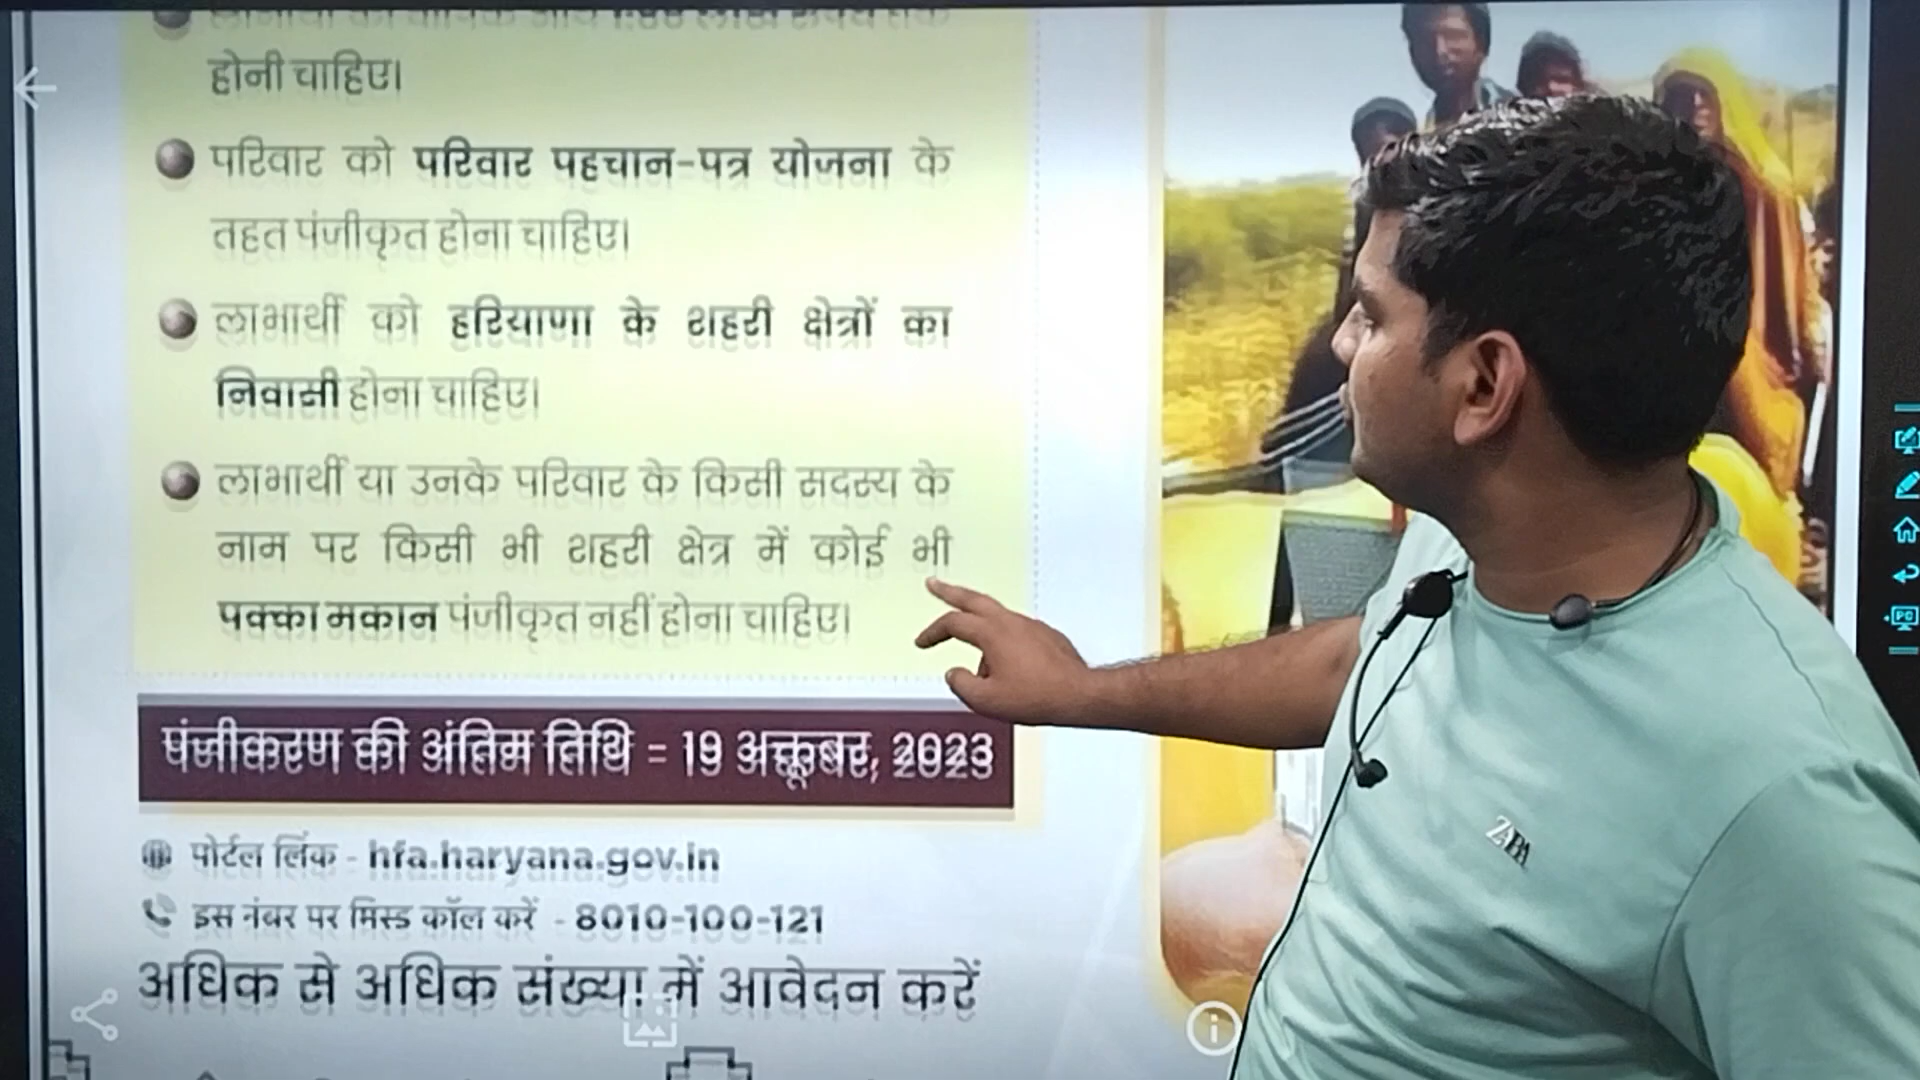 होनी चाहिए।
परिवार को परिवार पहचान-पत्र योजना के
तहत पंजीकृत होना चाहिए।
लाभार्थी को हरियाणा के शहरी क्षेत्रों का
निवासी होना चाहिए।
लाभार्थी या उनके परिवार के किसी सदस्य के
नाम पर किसी भी शहरी क्षेत्र में कोई भी
पक्का मकान पंजीकृत नहीं होना चाहिए।
पंजीकरण की अंतिम तिथि = 19 अक्तूबर, 2023
पोर्टल लिंक - hfa.haryana.gov.in
इस नंबर पर मिस्ड कॉल करें - 8010-100-121
अधिक से अधिक संख्या में आवेदन करें
ZARA
PC